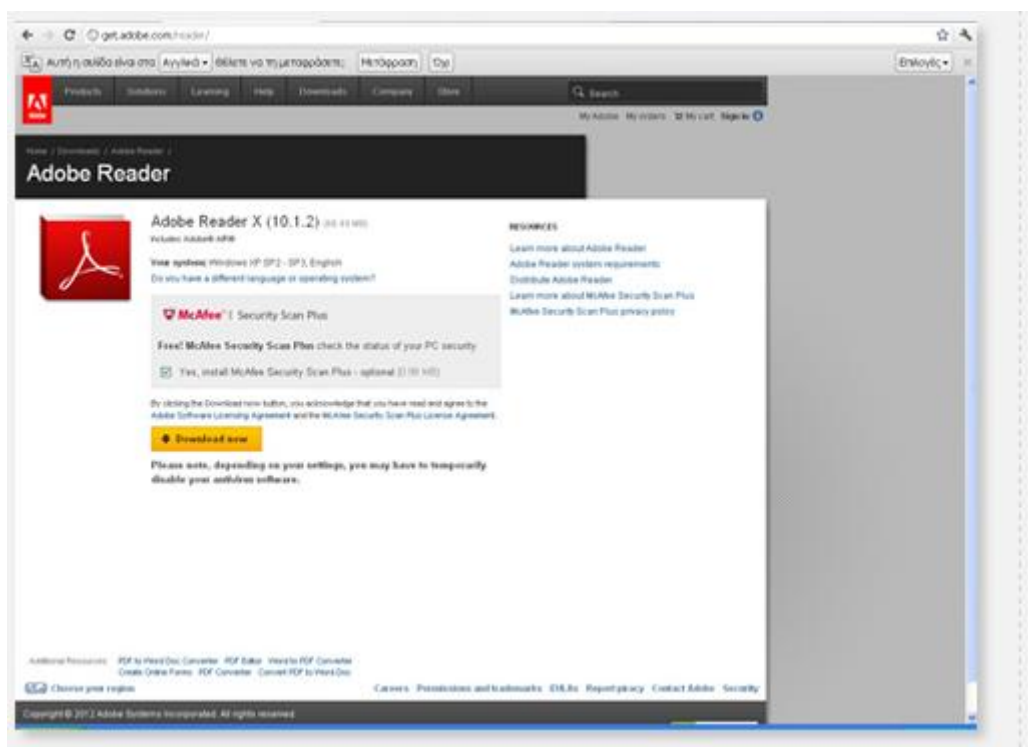 get.adobe.com/reader/
Αυτή η σελίδα είναι στα Αγγλικά θέλετε να τη μεταφράσετε; Μετάφραση Όχι Επιλογές
Products Solutions Learning Help Downloads Company Store Search
My Adobe My orders My cart Sign in
Home / Downloads / Adobe Reader /
Adobe Reader
Adobe Reader X (10.1.2)
Includes Adobe® AIR®
Your system: Windows XP SP2 - SP3, English
Do you have a different language or operating system?
McAfee® | Security Scan Plus
Free! McAfee Security Scan Plus check the status of your PC security
Yes, install McAfee Security Scan Plus - optional (0.98 MB)
By clicking the Download now button, you acknowledge that you have read and agree to the
Adobe Software Licensing Agreement and the McAfee Security Scan Plus License Agreement.
Download now
Please note, depending on your settings, you may have to temporarily
disable your antivirus software.
RESOURCES
Learn more about Adobe Reader
Adobe Reader system requirements
Distribute Adobe Reader
Learn more about McAfee Security Scan Plus
McAfee Security Scan Plus privacy policy
Additional Resources: PDF to Word Doc Converter PDF Editor Word to PDF Converter
Create Online Forms PDF Converter Convert PDF to Word Doc
Choose your region Careers Permissions and trademarks EULAs Report piracy Contact Adobe Security
Copyright © 2012 Adobe Systems Incorporated. All rights reserved.